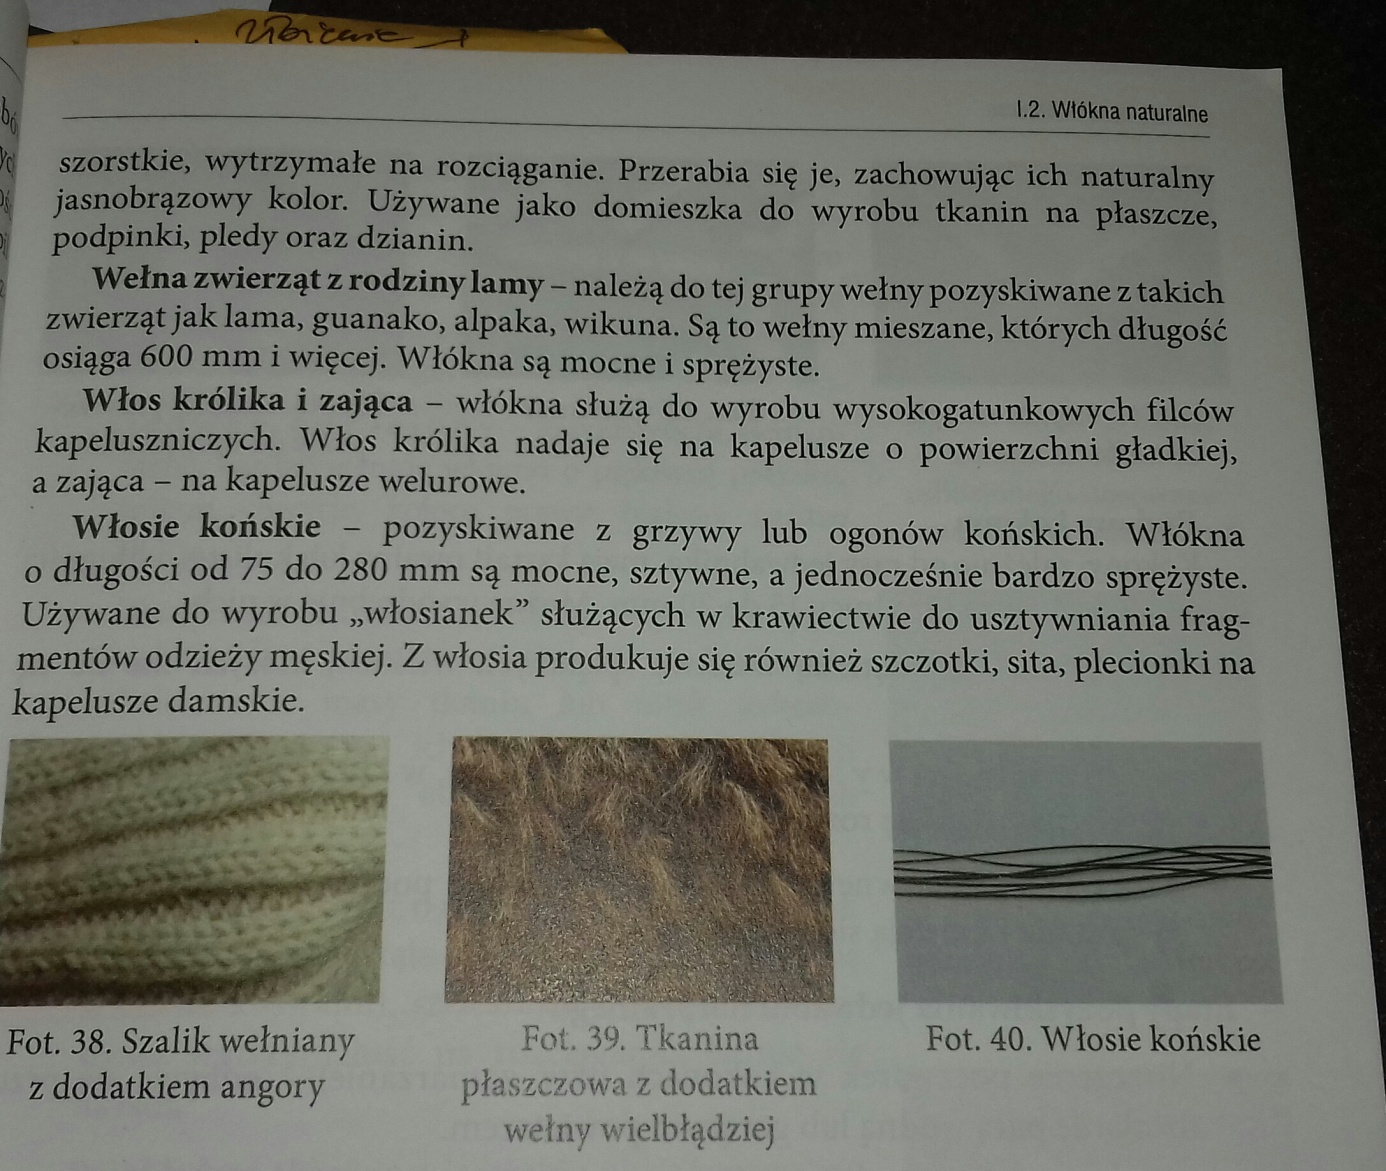 I.2. Włókna naturalne
szorstkie, wytrzymałe na rozciąganie. Przerabia się je, zachowując ich naturalny
jasnobrązowy kolor. Używane jako domieszka do wyrobu tkanin na płaszcze,
podpinki, pledy oraz dzianin.
Wełna zwierząt z rodziny lamy – należą do tej grupy wełny pozyskiwane z takich
zwierząt jak lama, guanako, alpaka, wikuna. Są to wełny mieszane, których długość
osiąga 600 mm i więcej. Włókna są mocne i sprężyste.
Włos królika i zająca – włókna służą do wyrobu wysokogatunkowych filców
kapeluszniczych. Włos królika nadaje się na kapelusze o powierzchni gładkiej,
a zająca – na kapelusze welurowe.
Włosie końskie – pozyskiwane z grzywy lub ogonów końskich. Włókna
o długości od 75 do 280 mm są mocne, sztywne, a jednocześnie bardzo sprężyste.
Używane do wyrobu „włosianek” służących w krawiectwie do usztywniania frag-
mentów odzieży męskiej. Z włosia produkuje się również szczotki, sita, plecionki na
kapelusze damskie.
Fot. 38. Szalik wełniany
z dodatkiem angory
Fot. 39. Tkanina
płaszczowa z dodatkiem
wełny wielbłądziej
Fot. 40. Włosie końskie